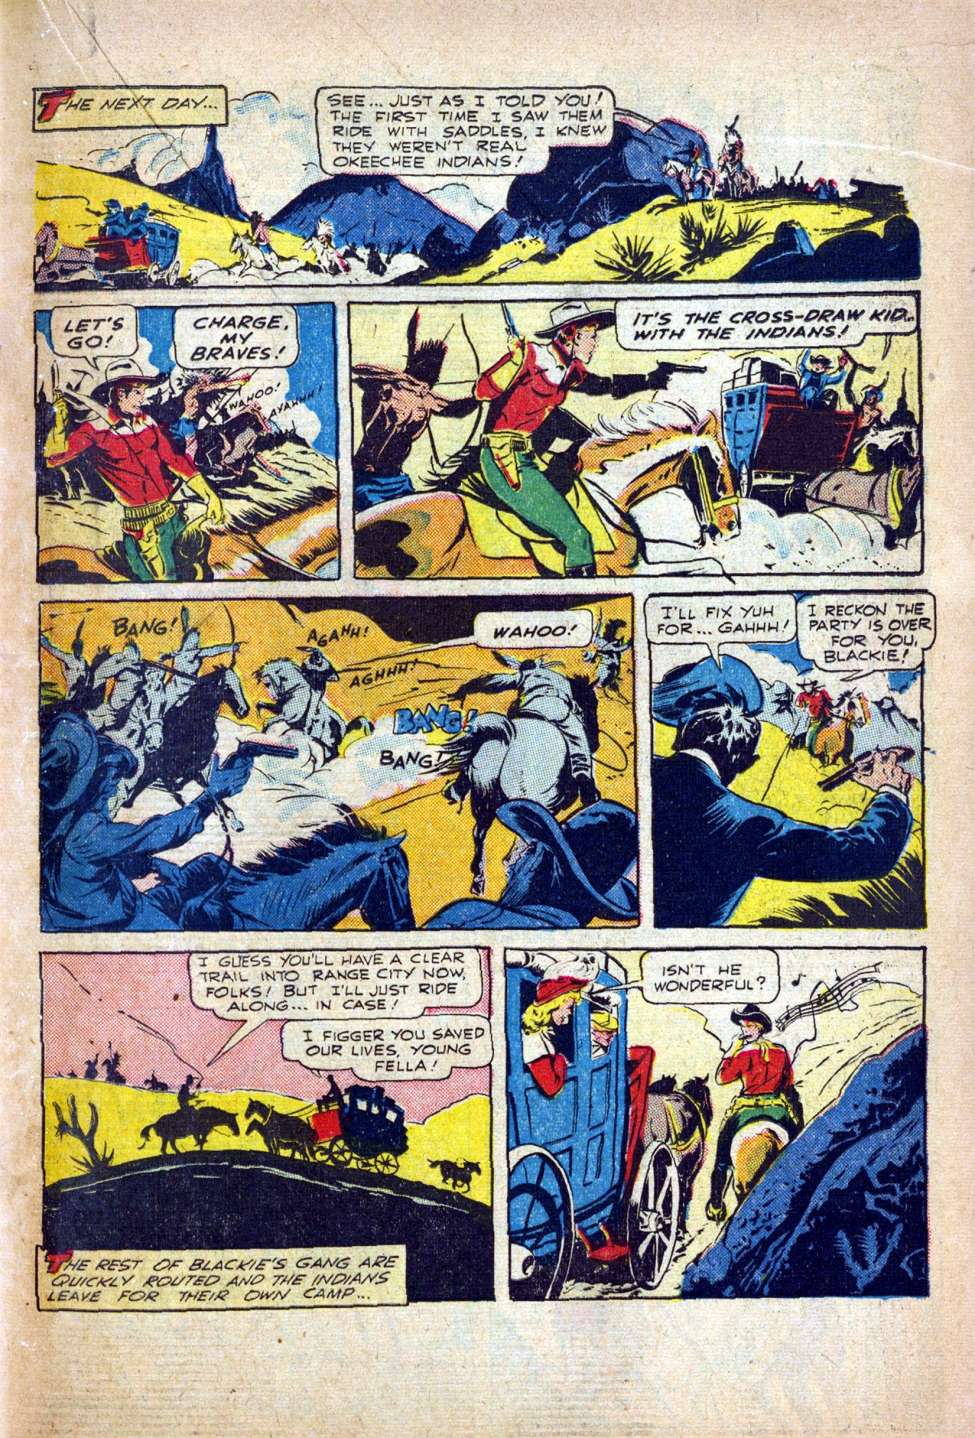 THE NEXT DAY...
SEE... JUST AS I TOLD YOU!
THE FIRST TIME I SAW THEM
RIDE WITH SADDLES, I KNEW
THEY WEREN'T REAL
OKEECHEE INDIANS!
LET'S
GO!
CHARGE,
MY
BRAVES!
WAHOO!
AYAHHH!
IT'S THE CROSS-DRAW KID..
WITH THE INDIANS!
BANG!
AGAHH!
AGHHH!
WAHOO!
BANG!
BANG!
I'LL FIX YUH
FOR... GAHHH!
I RECKON THE
PARTY IS OVER
FOR YOU,
BLACKIE!
I GUESS YOU'LL HAVE A CLEAR
TRAIL INTO RANGE CITY NOW,
FOLKS! BUT I'LL JUST RIDE
ALONG... IN CASE!
I FIGGER YOU SAVED
OUR LIVES, YOUNG
FELLA!
THE REST OF BLACKIE'S GANG ARE
QUICKLY ROUTED AND THE INDIANS
LEAVE FOR THEIR OWN CAMP...
ISN'T HE
WONDERFUL?